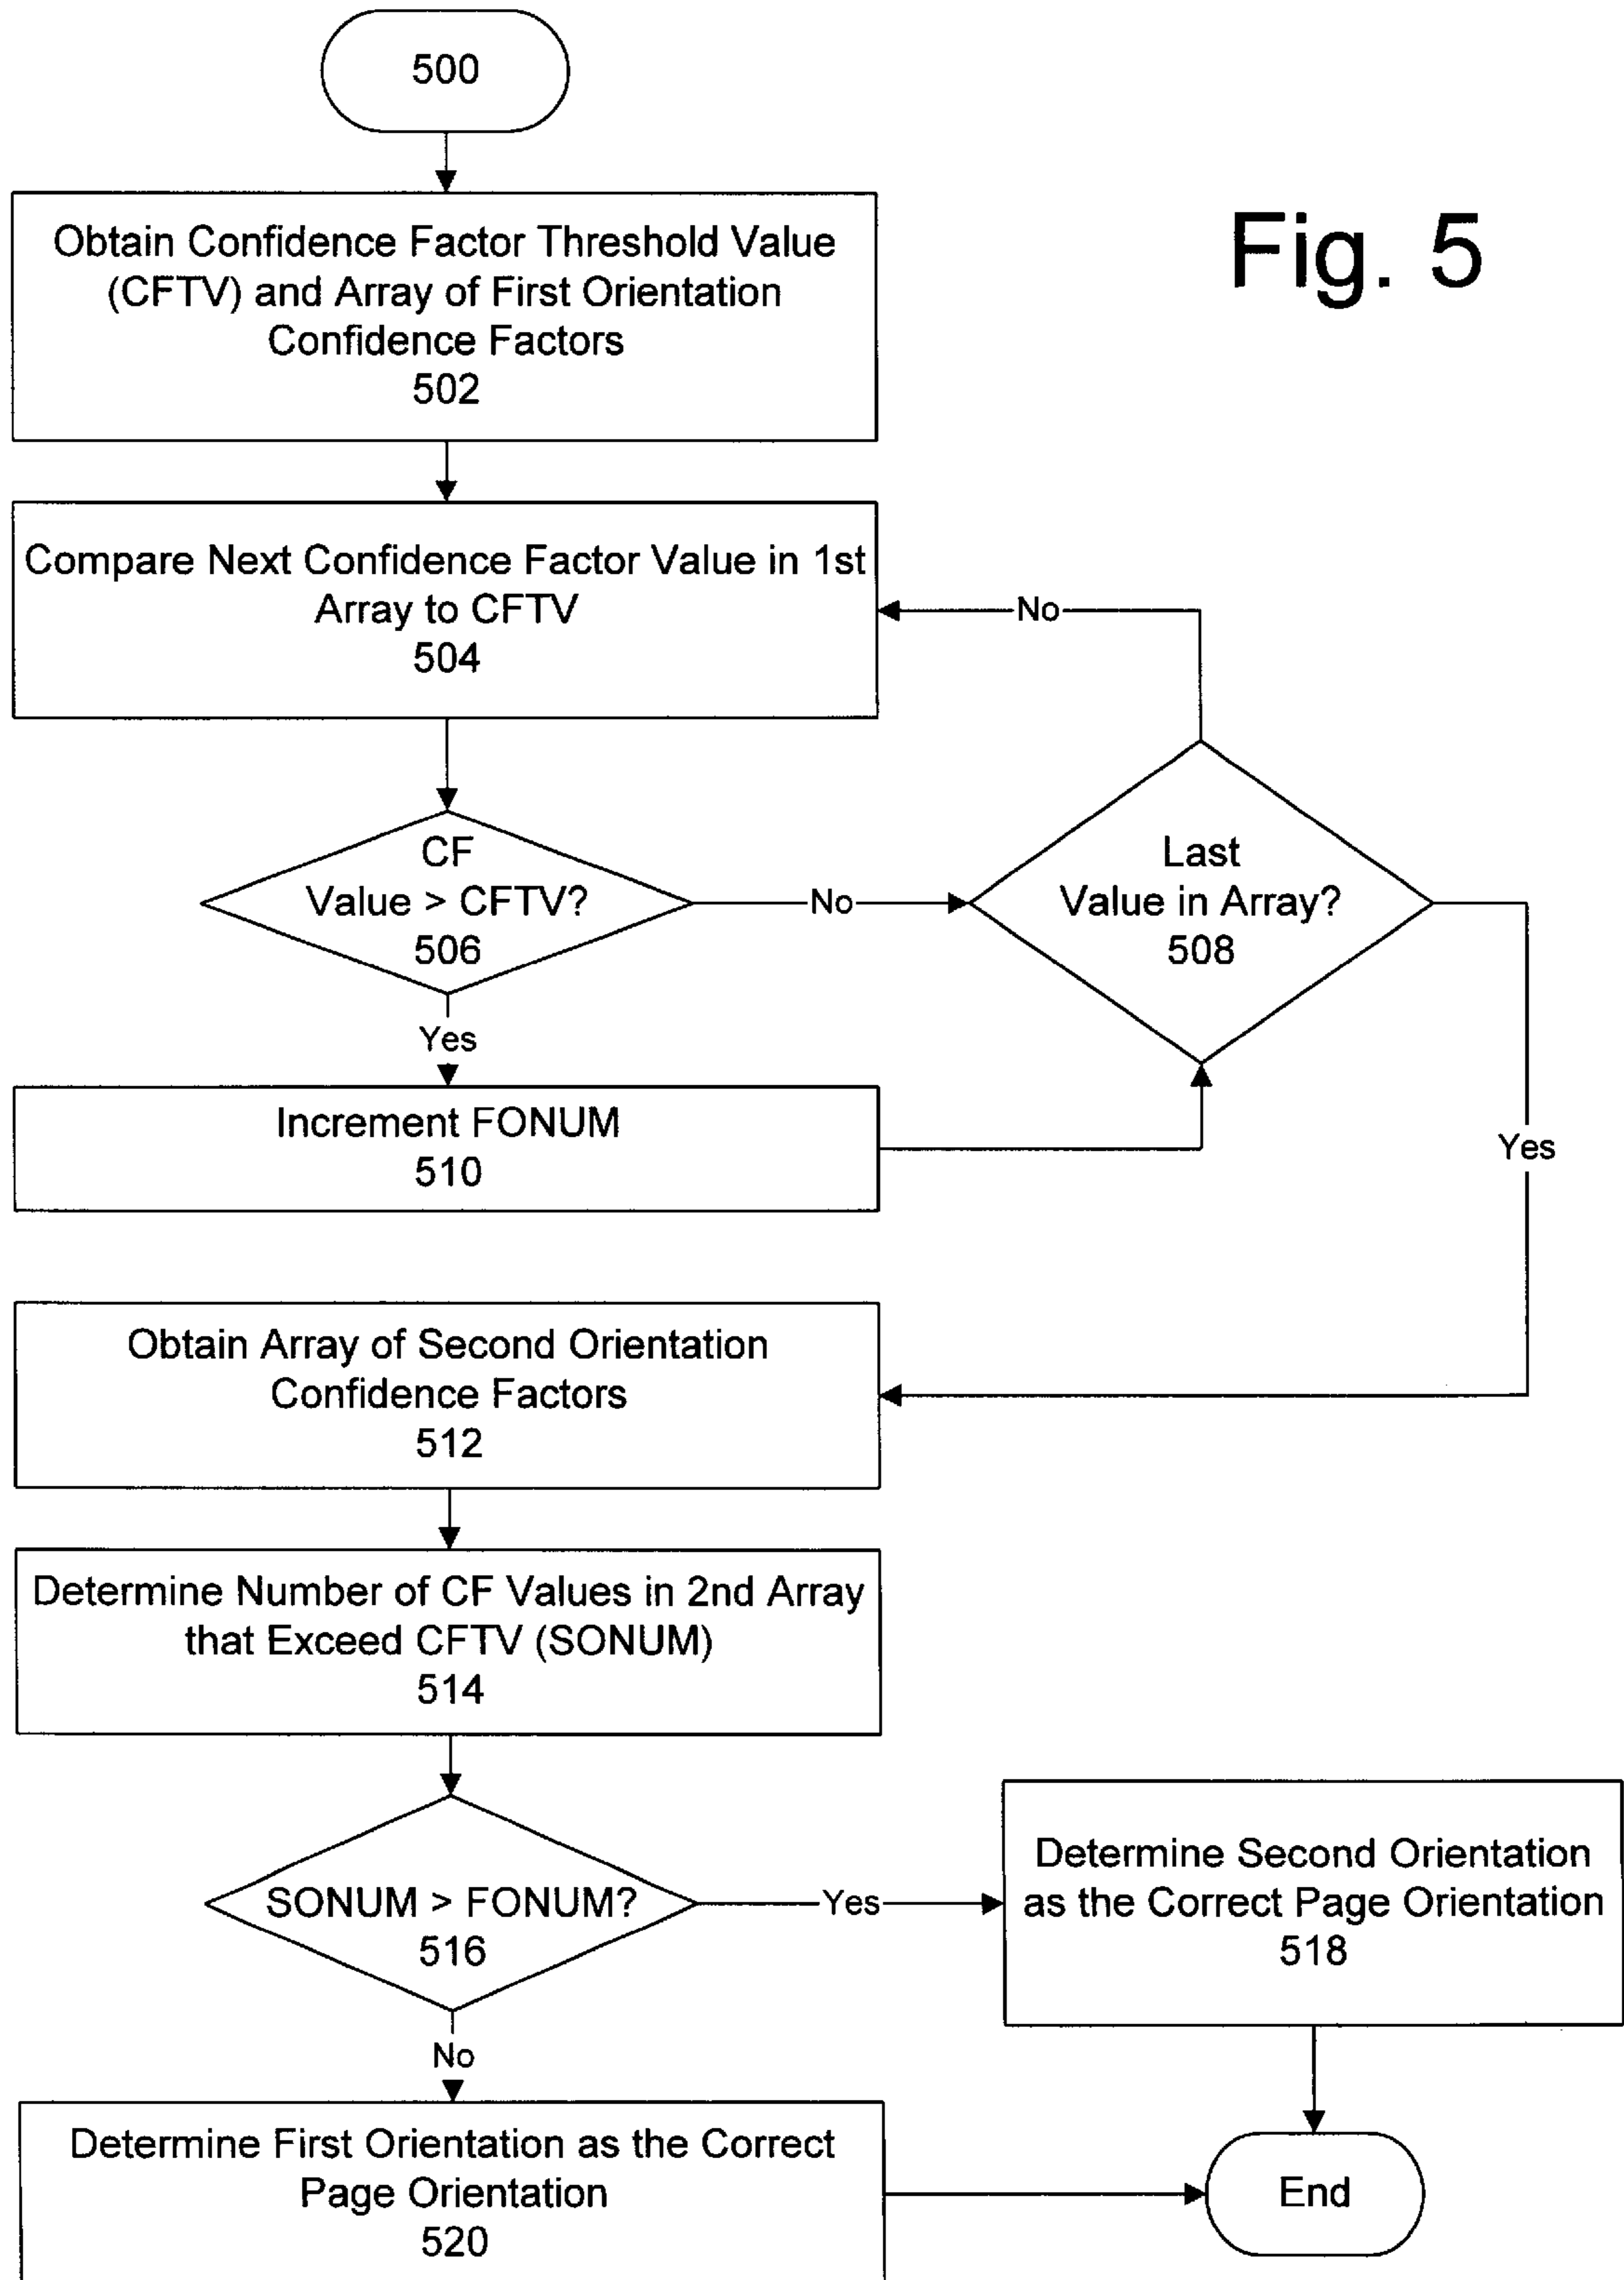 500
Fig. 5
Obtain Confidence Factor Threshold Value
(CFTV) and Array of First Orientation
Confidence Factors
502
Compare Next Confidence Factor Value in 1st
Array to CFTV
504
No
CF
Value > CFTV?
506
No
Last
Value in Array?
508
Yes
Yes
Increment FONUM
510
Obtain Array of Second Orientation
Confidence Factors
512
Determine Number of CF Values in 2nd Array
that Exceed CFTV (SONUM)
514
SONUM > FONUM?
516
Yes
Determine Second Orientation
as the Correct Page Orientation
518
No
Determine First Orientation as the Correct
Page Orientation
520
End